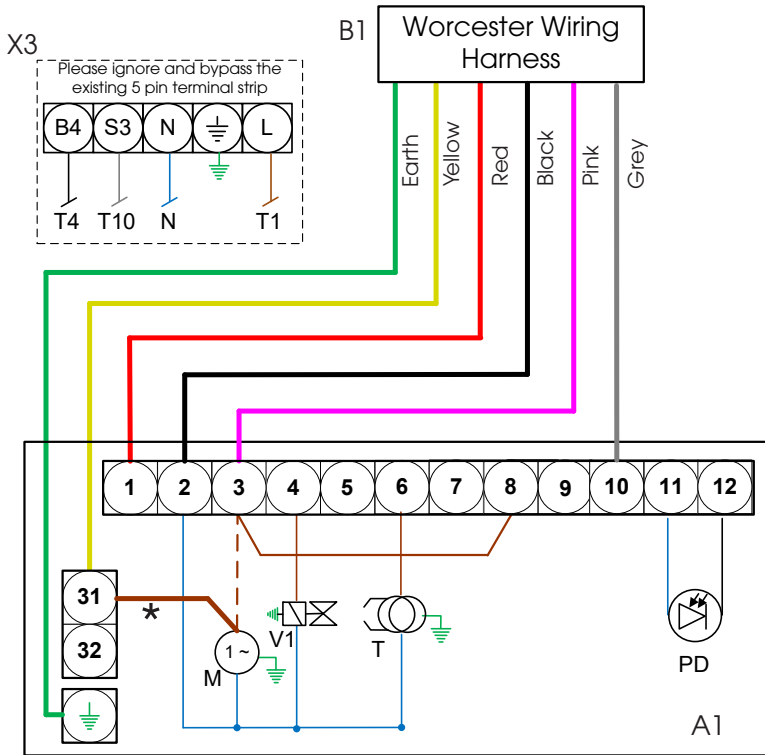 X3
Please ignore and bypass the
existing 5 pin terminal strip
B4 S3 N L
T4 T10 N T1
B1
Worcester Wiring
Harness
Earth
Yellow
Red
Black
Pink
Grey
1 2 3 4 5 6 7 8 9 10 11 12
31
*
32
1 ~
M
V1
T
PD
A1